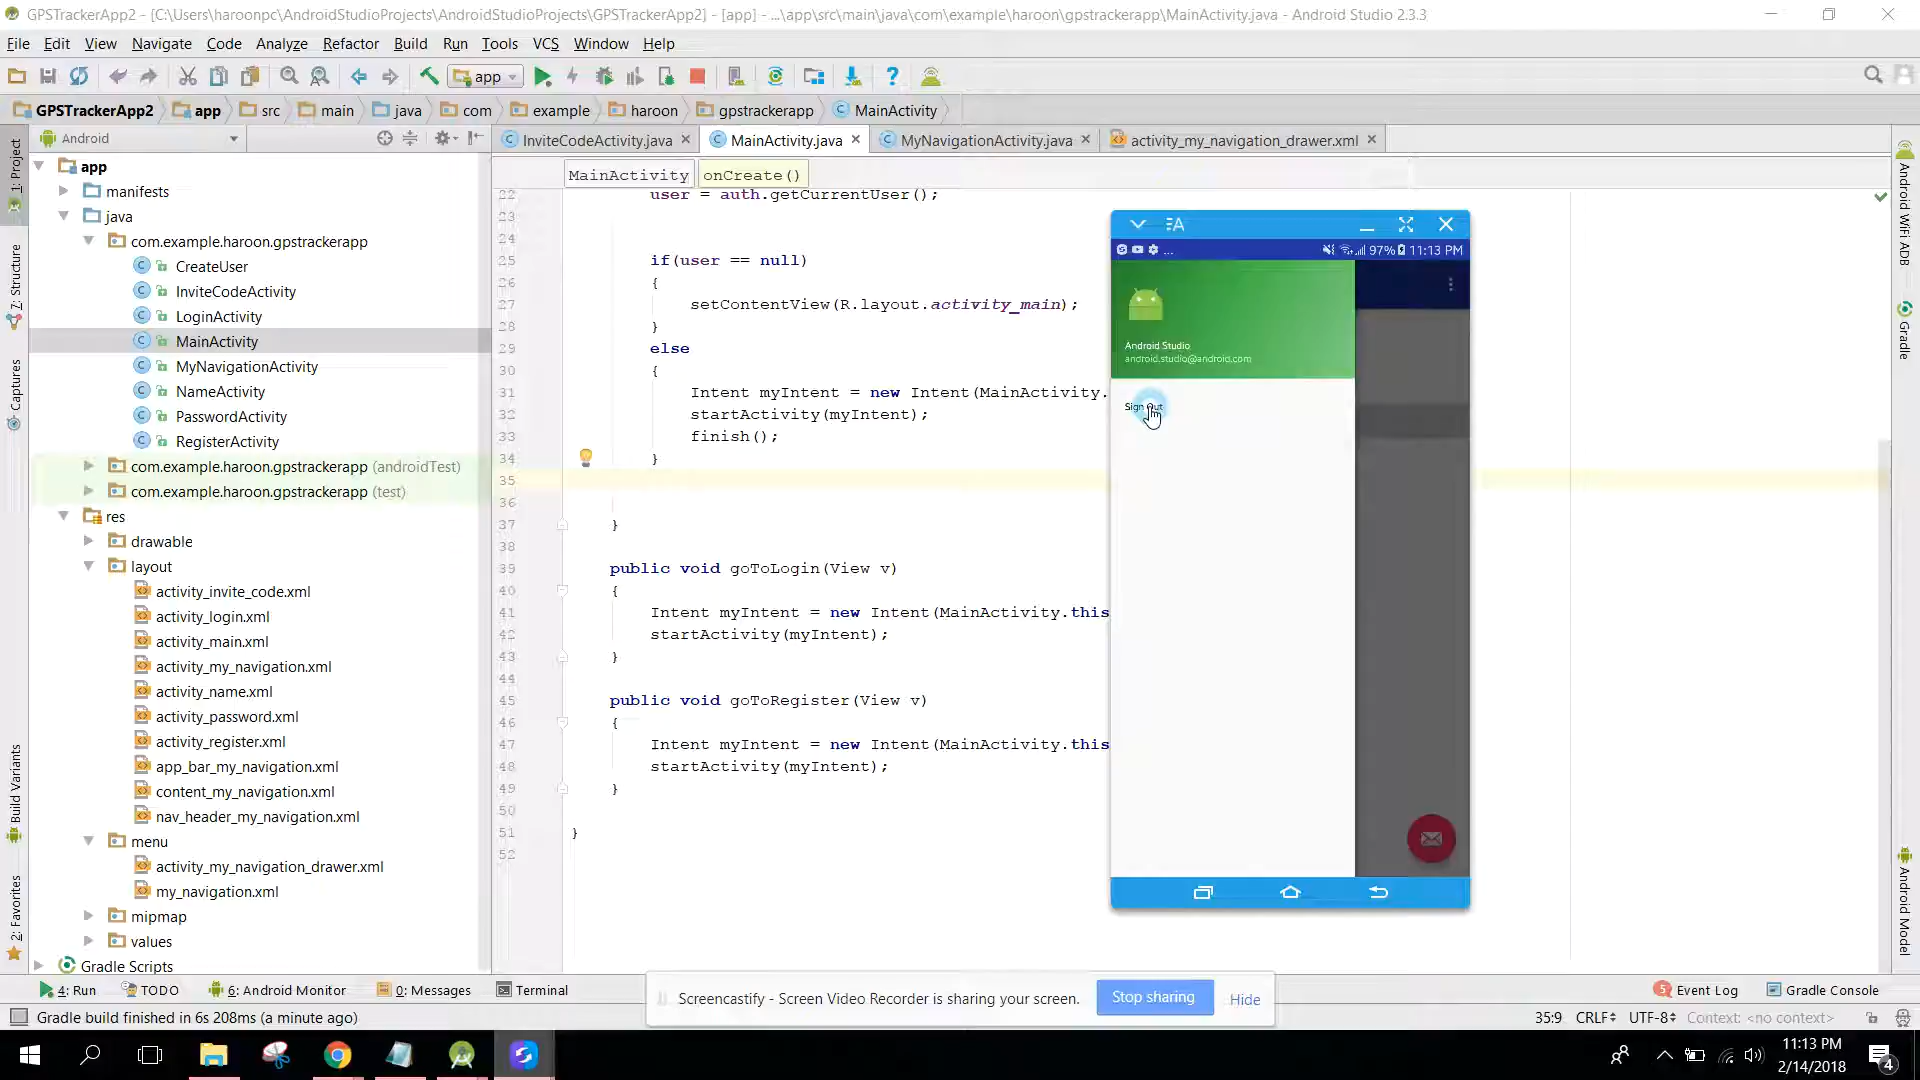 GPSTrackerApp2 - [C:\Users\haroonpc\AndroidStudioProjects\AndroidStudioProjects\GPSTrackerApp2] - [app] - ...\app\src\main\java\com\example\haroon\gpstrackerapp\MainActivity.java - Android Studio 2.3.3
File Edit View Navigate Code Analyze Refactor Build Run Tools VCS Window Help
app
GPSTrackerApp2 app src main java com example haroon gpstrackerapp MainActivity
Android
InviteCodeActivity.java MainActivity.java MyNavigationActivity.java activity_my_navigation_drawer.xml
MainActivity onCreate()
1: Project
Z: Structure
Captures
Build Variants
2: Favorites
app
manifests
java
com.example.haroon.gpstrackerapp
CreateUser
InviteCodeActivity
LoginActivity
MainActivity
MyNavigationActivity
NameActivity
PasswordActivity
RegisterActivity
com.example.haroon.gpstrackerapp (androidTest)
com.example.haroon.gpstrackerapp (test)
res
drawable
layout
activity_invite_code.xml
activity_login.xml
activity_main.xml
activity_my_navigation.xml
activity_name.xml
activity_password.xml
activity_register.xml
app_bar_my_navigation.xml
content_my_navigation.xml
nav_header_my_navigation.xml
menu
activity_my_navigation_drawer.xml
my_navigation.xml
mipmap
values
Gradle Scripts
22 user = auth.getCurrentUser();
23
24
25 if(user == null)
26 {
27 setContentView(R.layout.activity_main);
28 }
29 else
30 {
31 Intent myIntent = new Intent(MainActivity.
32 startActivity(myIntent);
33 finish();
34 }
35
36
37 }
38
39 public void goToLogin(View v)
40 {
41 Intent myIntent = new Intent(MainActivity.this
42 startActivity(myIntent);
43 }
44
45 public void goToRegister(View v)
46 {
47 Intent myIntent = new Intent(MainActivity.this
48 startActivity(myIntent);
49 }
50
51 }
52
97% 11:13 PM
Android Studio
android.studio@android.com
Sign Out
Android WiFi ADB
Gradle
Android Model
4: Run TODO 6: Android Monitor 0: Messages Terminal
5 Event Log Gradle Console
Screencastify - Screen Video Recorder is sharing your screen. Stop sharing Hide
Gradle build finished in 6s 208ms (a minute ago)
35:9 CRLF UTF-8 Context: <no context>
11:13 PM
2/14/2018
4